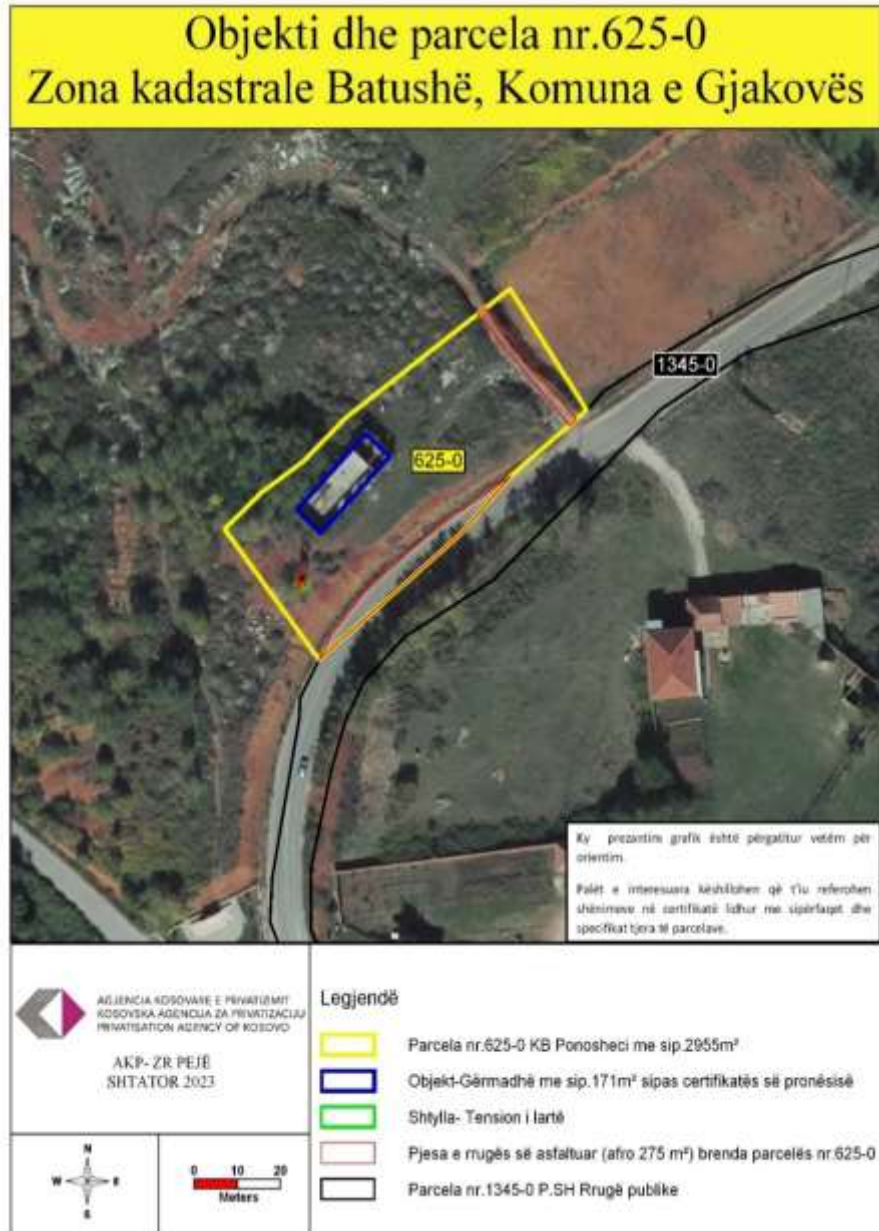 Objekti dhe parcela nr.625-0
Zona kadastrale Batushë, Komuna e Gjakovës
1345-0
625-0
Ky prezantim grafik është përgatitur vetëm për
orientim.
Palët e interesuara këshillohen që t'iu referohen
shënimeve në certifikatë lidhur me sipërfaqet dhe
specifikat tjera të parcelave.
AGJENCIA KOSOVARE E PRIVATIZIMIT
KOSOVSKA AGENCIJA ZA PRIVATIZACIJU
PRIVATISATION AGENCY OF KOSOVO
AKP- ZR PEJË
SHTATOR 2023
N
W E
S
0 10 20
Meters
Legjendë
Parcela nr.625-0 KB Ponosheci me sip.2955m²
Objekt-Gërmadhë me sip.171m² sipas certifikatës së pronësisë
Shtylla- Tension i lartë
Pjesa e rrugës së asfaltuar (afro 275 m²) brenda parcelës nr.625-0
Parcela nr.1345-0 P.SH Rrugë publike